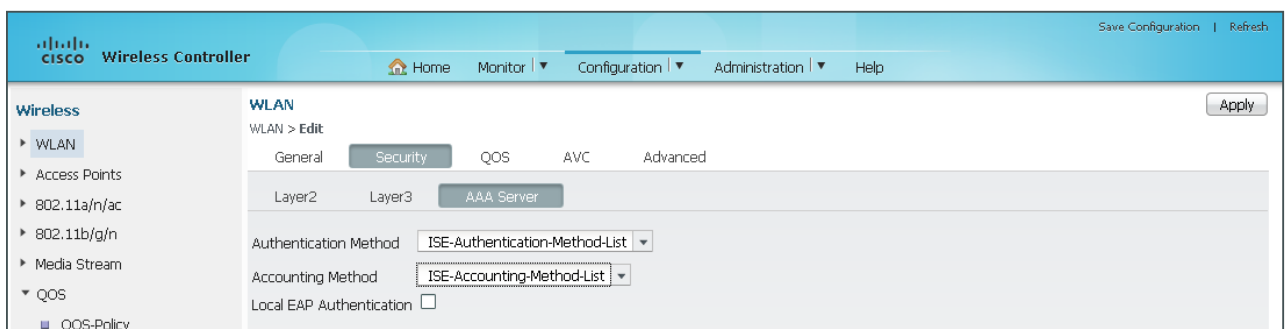 Save Configuration | Refresh
CISCO Wireless Controller
Home Monitor Configuration Administration Help
Wireless
WLAN
Access Points
802.11a/n/ac
802.11b/g/n
Media Stream
QOS
QOS-Policy
WLAN
Apply
WLAN > Edit
General Security QOS AVC Advanced
Layer2 Layer3 AAA Server
Authentication Method ISE-Authentication-Method-List
Accounting Method ISE-Accounting-Method-List
Local EAP Authentication